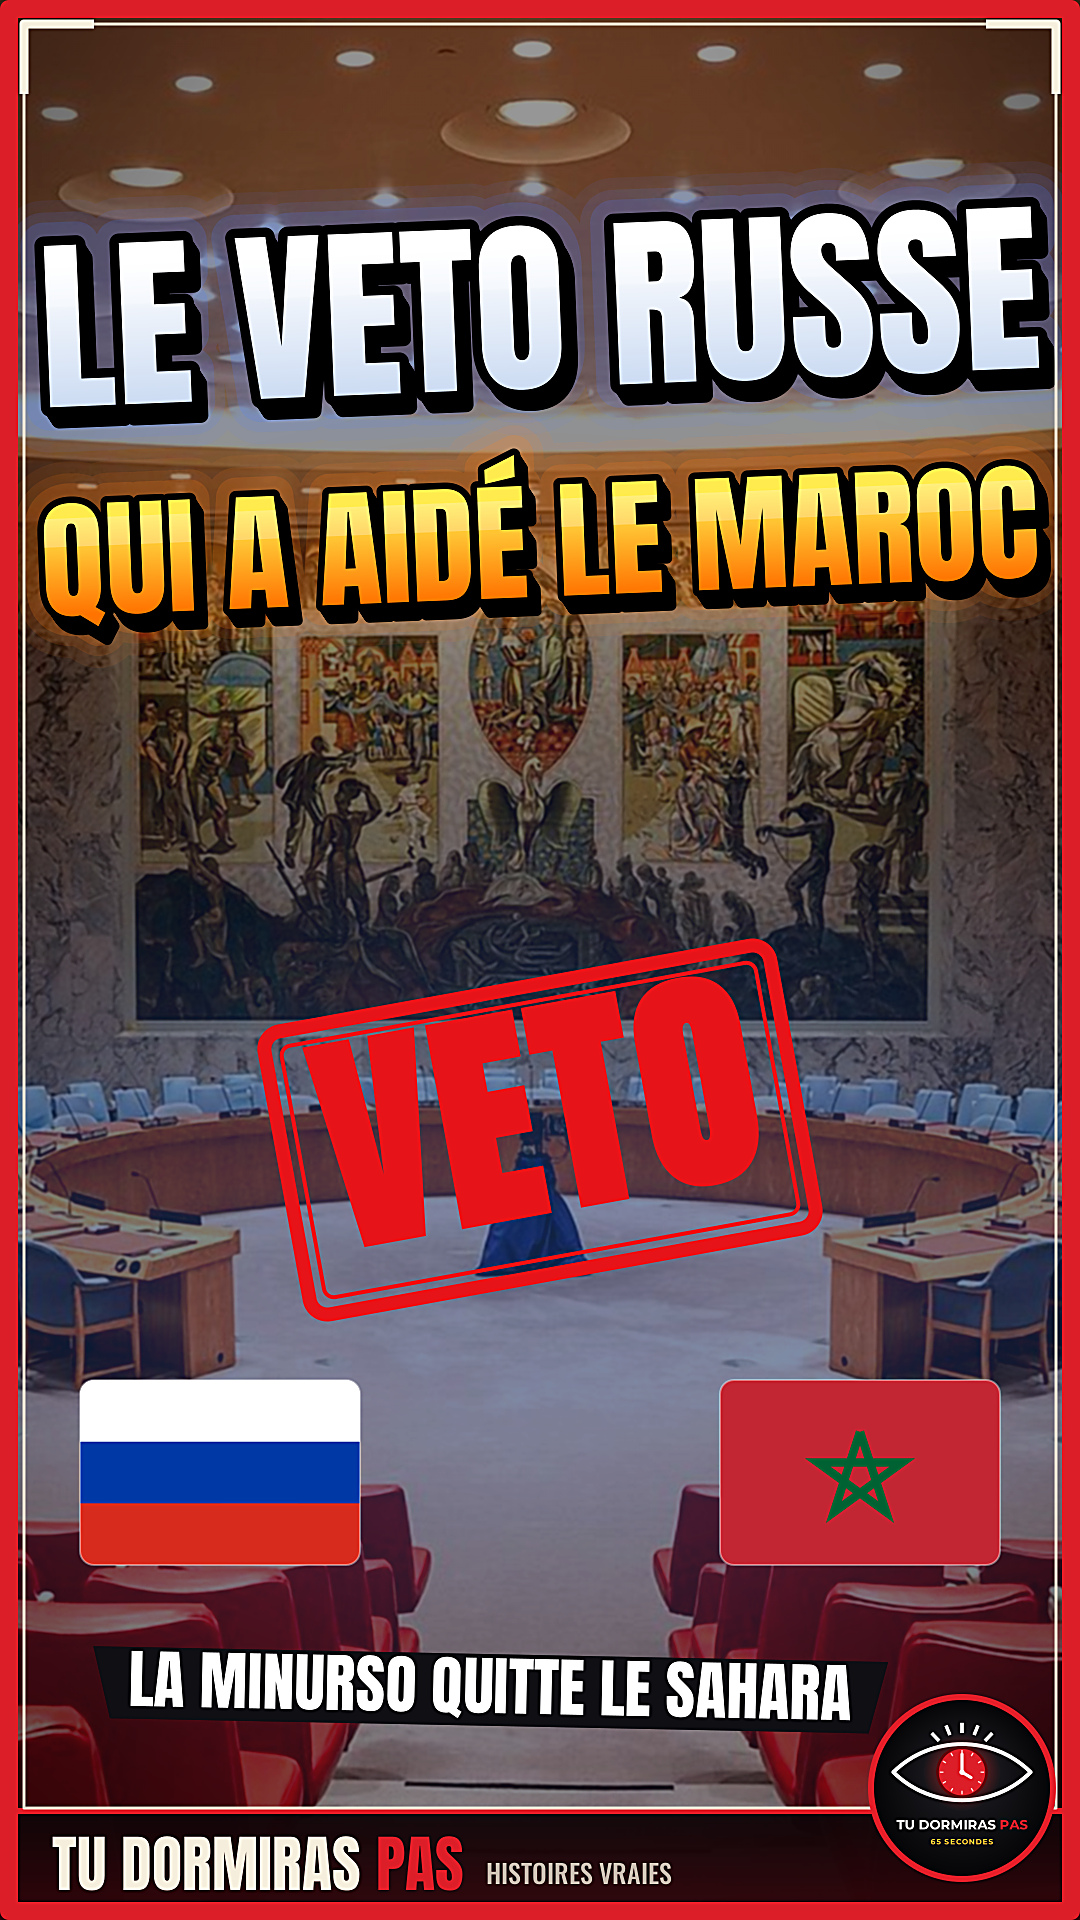 LE VETO RUSSE
QUI A AIDÉ LE MAROC
VETO
LA MINURSO QUITTE LE SAHARA
TU DORMIRAS PAS
65 SECONDES
TU DORMIRAS PAS HISTOIRES VRAIES